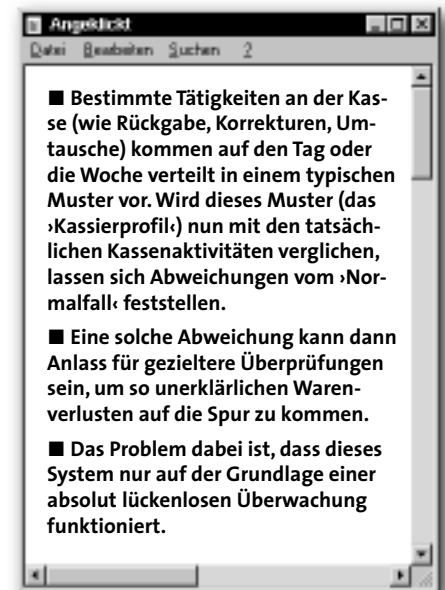 Angeklickt
Datei Bearbeiten Suchen ?
■ Bestimmte Tätigkeiten an der Kas-
se (wie Rückgabe, Korrekturen, Um-
tausche) kommen auf den Tag oder
die Woche verteilt in einem typischen
Muster vor. Wird dieses Muster (das
›Kassierprofil‹) nun mit den tatsäch-
lichen Kassenaktivitäten verglichen,
lassen sich Abweichungen vom ›Nor-
malfall‹ feststellen.
■ Eine solche Abweichung kann dann
Anlass für gezieltere Überprüfungen
sein, um so unerklärlichen Waren-
verlusten auf die Spur zu kommen.
■ Das Problem dabei ist, dass dieses
System nur auf der Grundlage einer
absolut lückenlosen Überwachung
funktioniert.